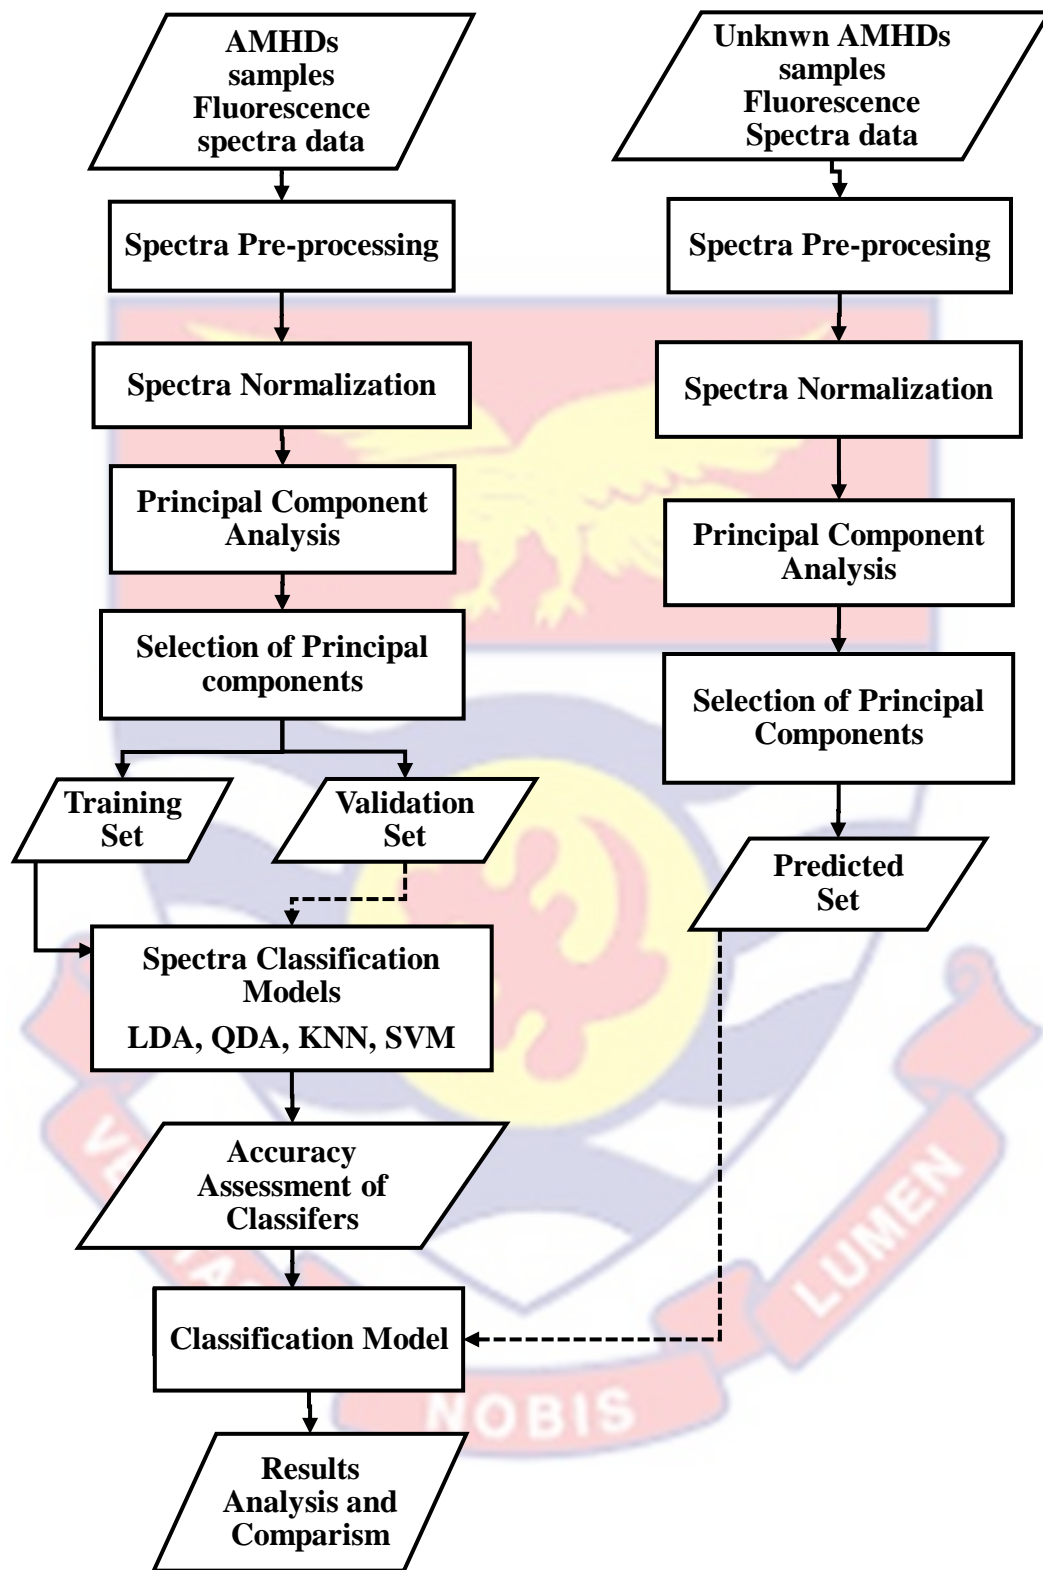 AMHDs
samples
Fluorescence
spectra data
Spectra Pre-processing
Spectra Normalization
Principal Component
Analysis
Selection of Principal
components
Training
Set
Validation
Set
Spectra Classification
Models
LDA, QDA, KNN, SVM
Accuracy
Assessment of
Classifers
Classification Model
Results
Analysis and
Comparism
Unknwn AMHDs
samples
Fluorescence
Spectra data
Spectra Pre-procesing
Spectra Normalization
Principal Component
Analysis
Selection of Principal
Components
Predicted
Set
NOBIS
LUMEN